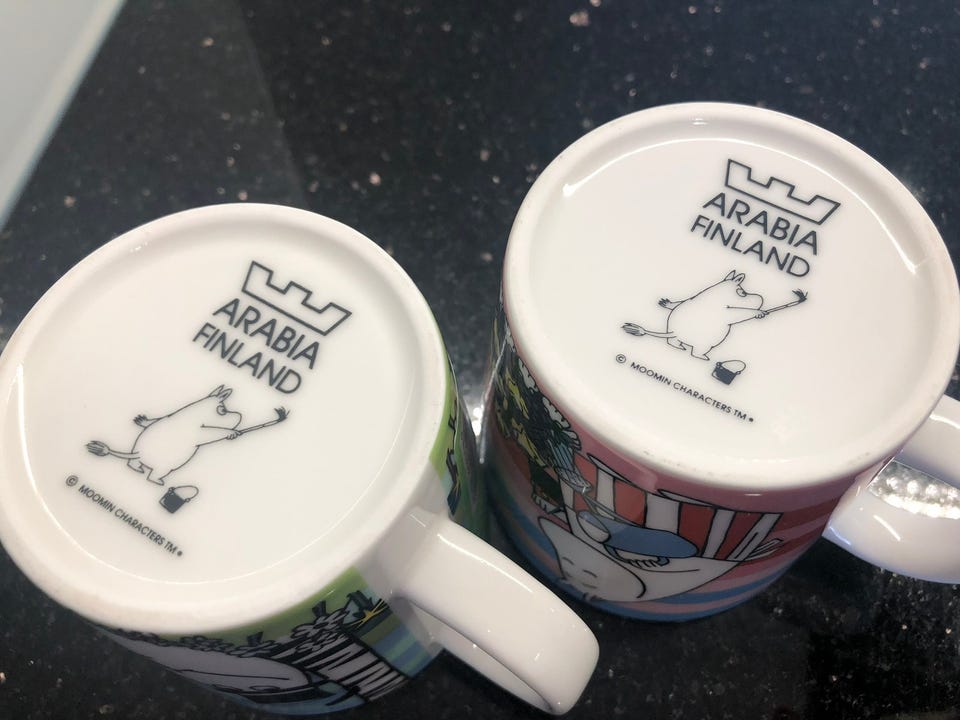 ARABIA
FINLAND
© MOOMIN CHARACTERS TM
ARABIA
FINLAND
© MOOMIN CHARACTERS TM